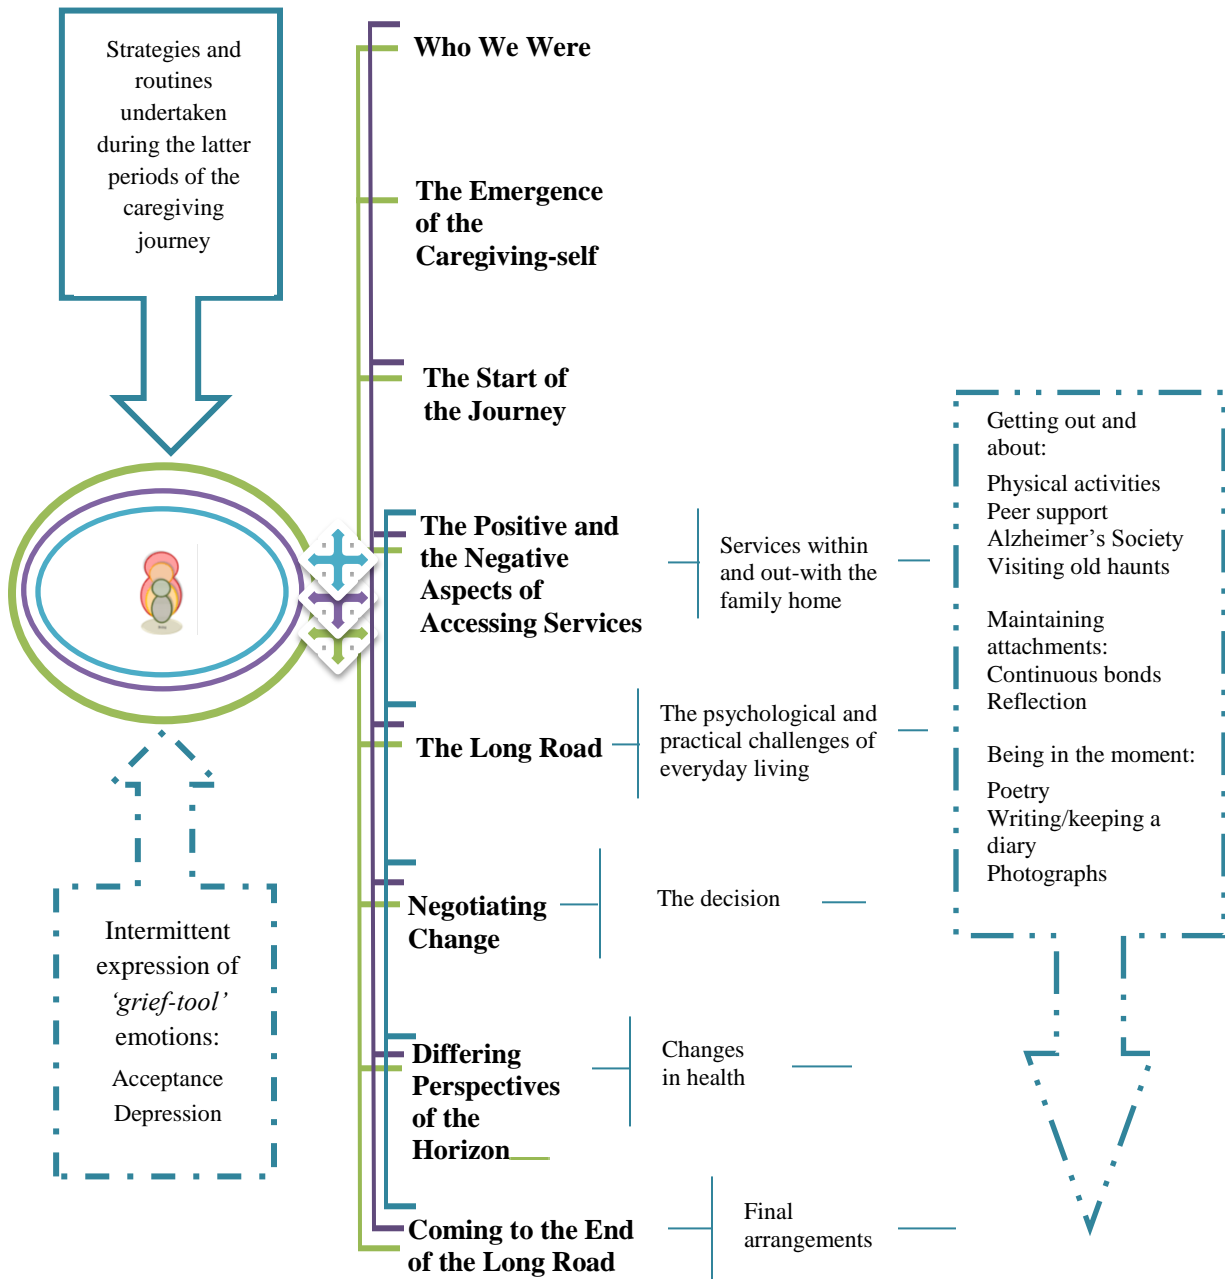 Strategies and
routines
undertaken
during the latter
periods of the
caregiving
journey
Who We Were
The Emergence
of the
Caregiving-self
The Start of
the Journey
The Positive and
the Negative
Aspects of
Accessing Services
Services within
and out-with the
family home
The Long Road
The psychological and
practical challenges of
everyday living
Negotiating
Change
The decision
Differing
Perspectives
of the
Horizon
Changes
in health
Coming to the End
of the Long Road
Final
arrangements
Getting out and
about:
Physical activities
Peer support
Alzheimer’s Society
Visiting old haunts
Maintaining
attachments:
Continuous bonds
Reflection
Being in the moment:
Poetry
Writing/keeping a
diary
Photographs
Intermittent
expression of
‘grief-tool’
emotions:
Acceptance
Depression